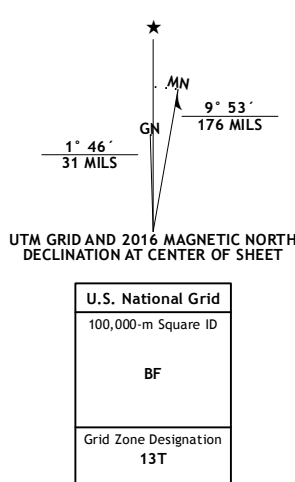 ★
MN
GN
9° 53´
176 MILS
1° 46´
31 MILS
UTM GRID AND 2016 MAGNETIC NORTH
DECLINATION AT CENTER OF SHEET
U.S. National Grid
100,000-m Square ID
BF
Grid Zone Designation
13T